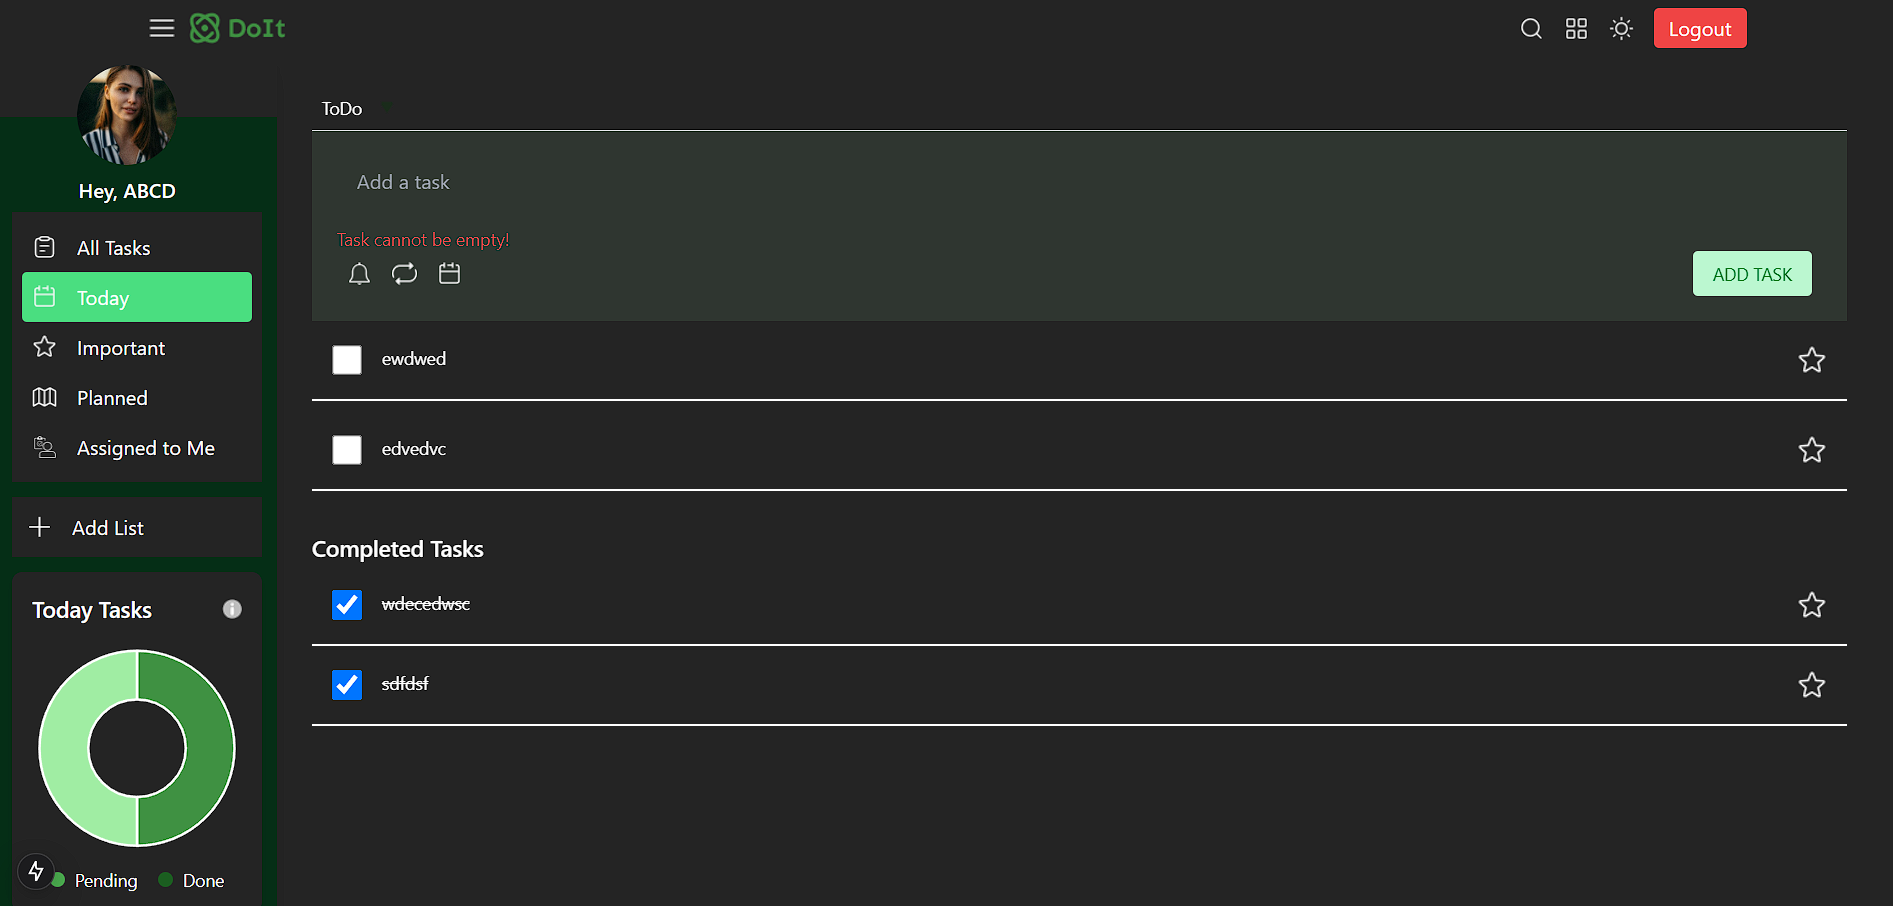 DoIt
Logout
Hey, ABCD
All Tasks
Today
Important
Planned
Assigned to Me
Add List
Today Tasks
Pending
Done
ToDo
Add a task
Task cannot be empty!
ADD TASK
ewdwed
edvedvc
Completed Tasks
wdecedwsc
sdfdsf